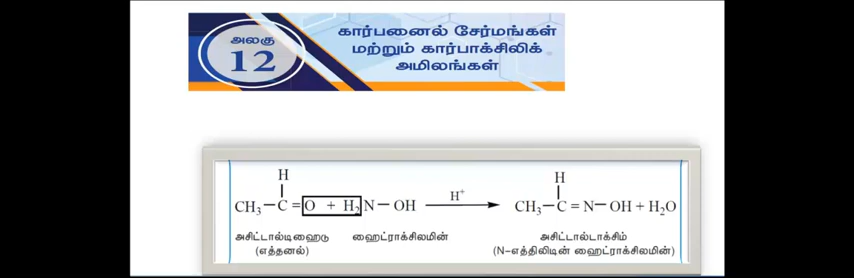 அலகு
12
கார்பனைல் சேர்மங்கள்
மற்றும் கார்பாக்சிலிக்
அமிலங்கள்
H H
CH₃–C=O + H₂N–OH H⁺→ CH₃–C=N–OH + H₂O
அசிட்டால்டிஹைடு ஹைட்ராக்சிலமின் அசிட்டால்டாக்சிம்
(எத்தனல்) (N-எத்திலிடின் ஹைட்ராக்சிலமின்)